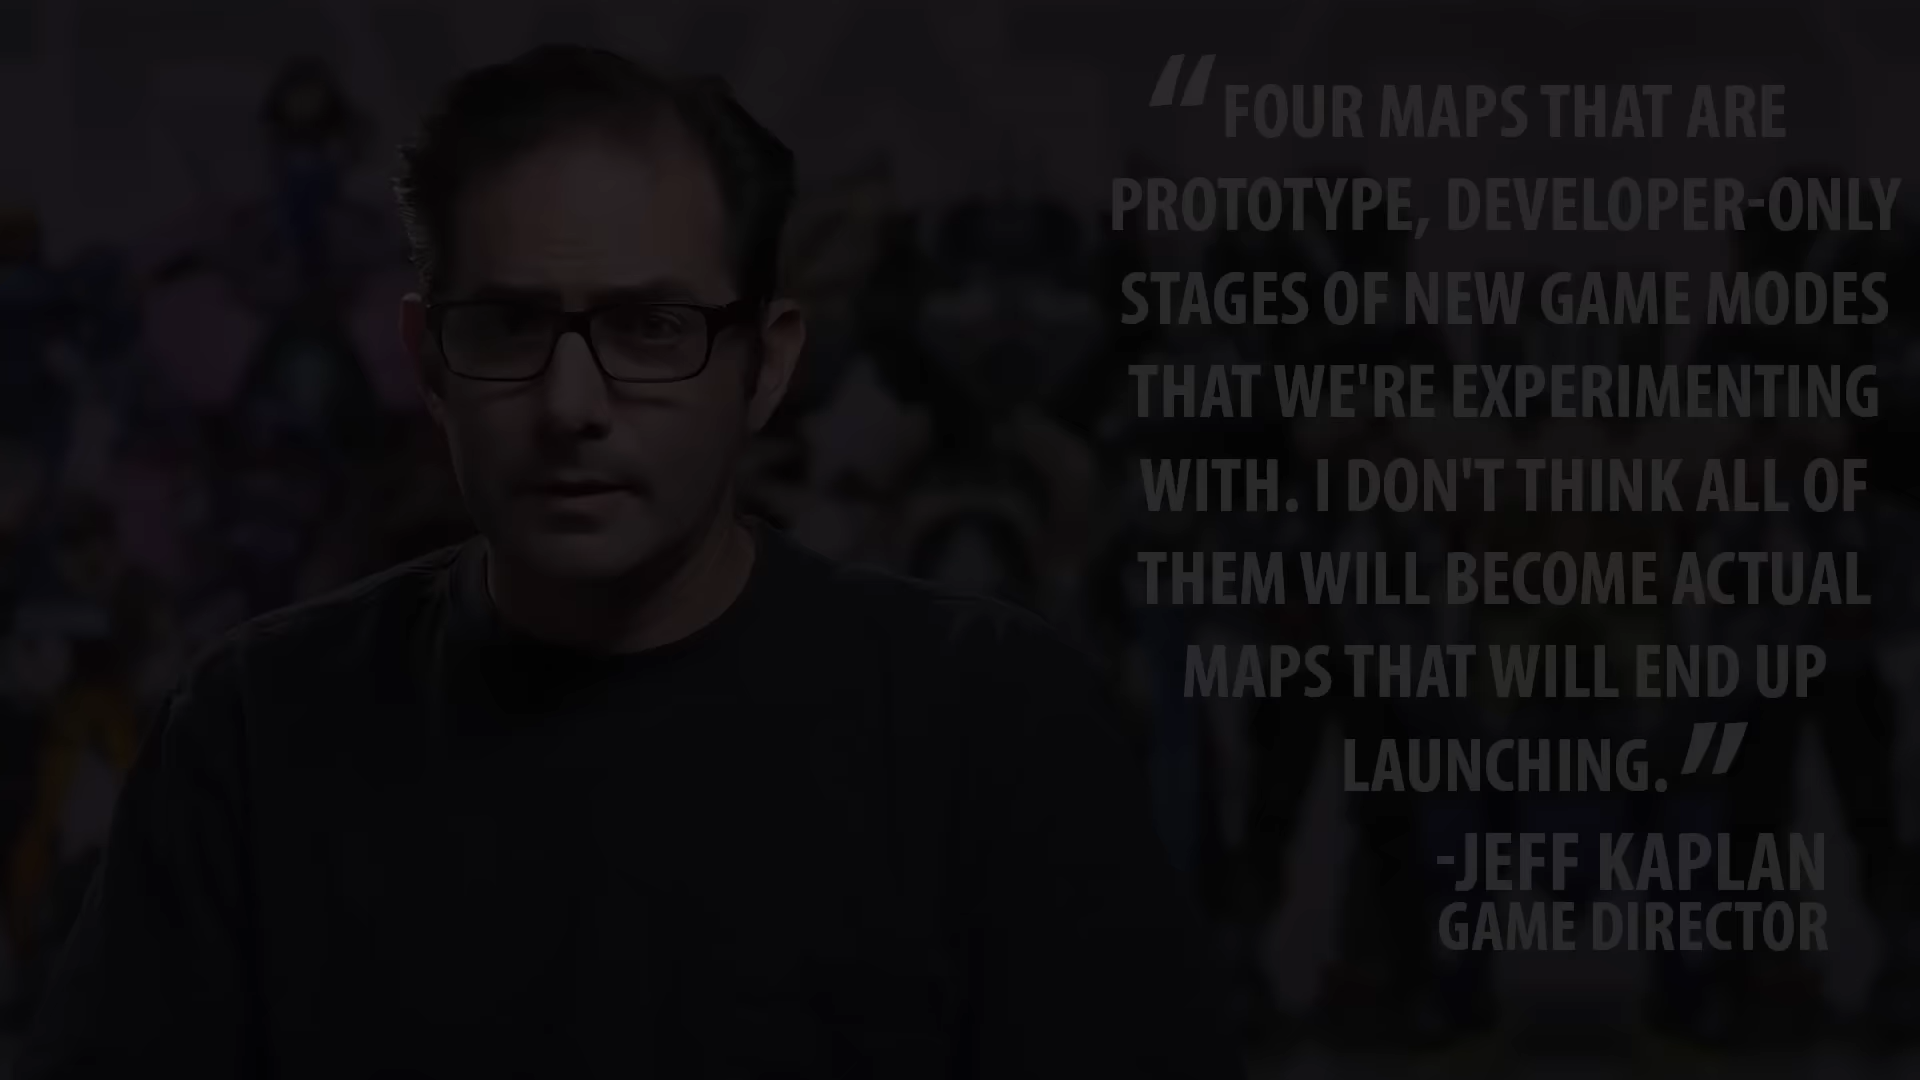 “FOUR MAPS THAT ARE
PROTOTYPE, DEVELOPER-ONLY
STAGES OF NEW GAME MODES
THAT WE'RE EXPERIMENTING
WITH. I DON'T THINK ALL OF
THEM WILL BECOME ACTUAL
MAPS THAT WILL END UP
LAUNCHING.”
-JEFF KAPLAN
GAME DIRECTOR